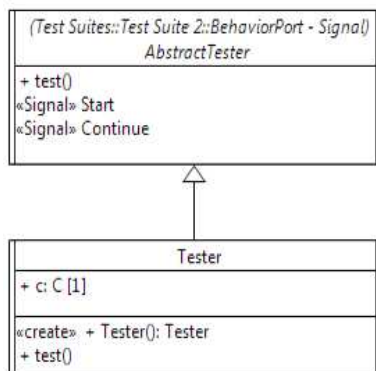 (Test Suites::Test Suite 2::BehaviorPort - Signal)
AbstractTester
+ test()
«Signal» Start
«Signal» Continue
Tester
+ c: C [1]
«create» + Tester(): Tester
+ test()